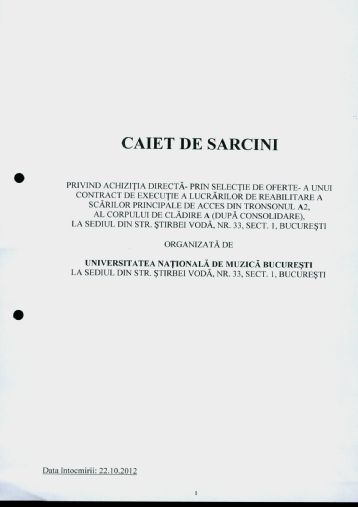 CAIET DE SARCINI
PRIVIND ACHIZIŢIA DIRECTĂ- PRIN SELECŢIE DE OFERTE- A UNUI
CONTRACT DE EXECUŢIE A LUCRĂRILOR DE REABILITARE A
SCĂRILOR PRINCIPALE DE ACCES DIN TRONSONUL A2,
AL CORPULUI DE CLĂDIRE A (DUPĂ CONSOLIDARE),
LA SEDIUL DIN STR. ŞTIRBEI VODĂ, NR. 33, SECT. 1, BUCUREŞTI
ORGANIZATĂ DE
UNIVERSITATEA NAŢIONALĂ DE MUZICĂ BUCUREŞTI
LA SEDIUL DIN STR. ŞTIRBEI VODĂ, NR. 33, SECT. 1, BUCUREŞTI
Data întocmirii: 22.10.2012
1